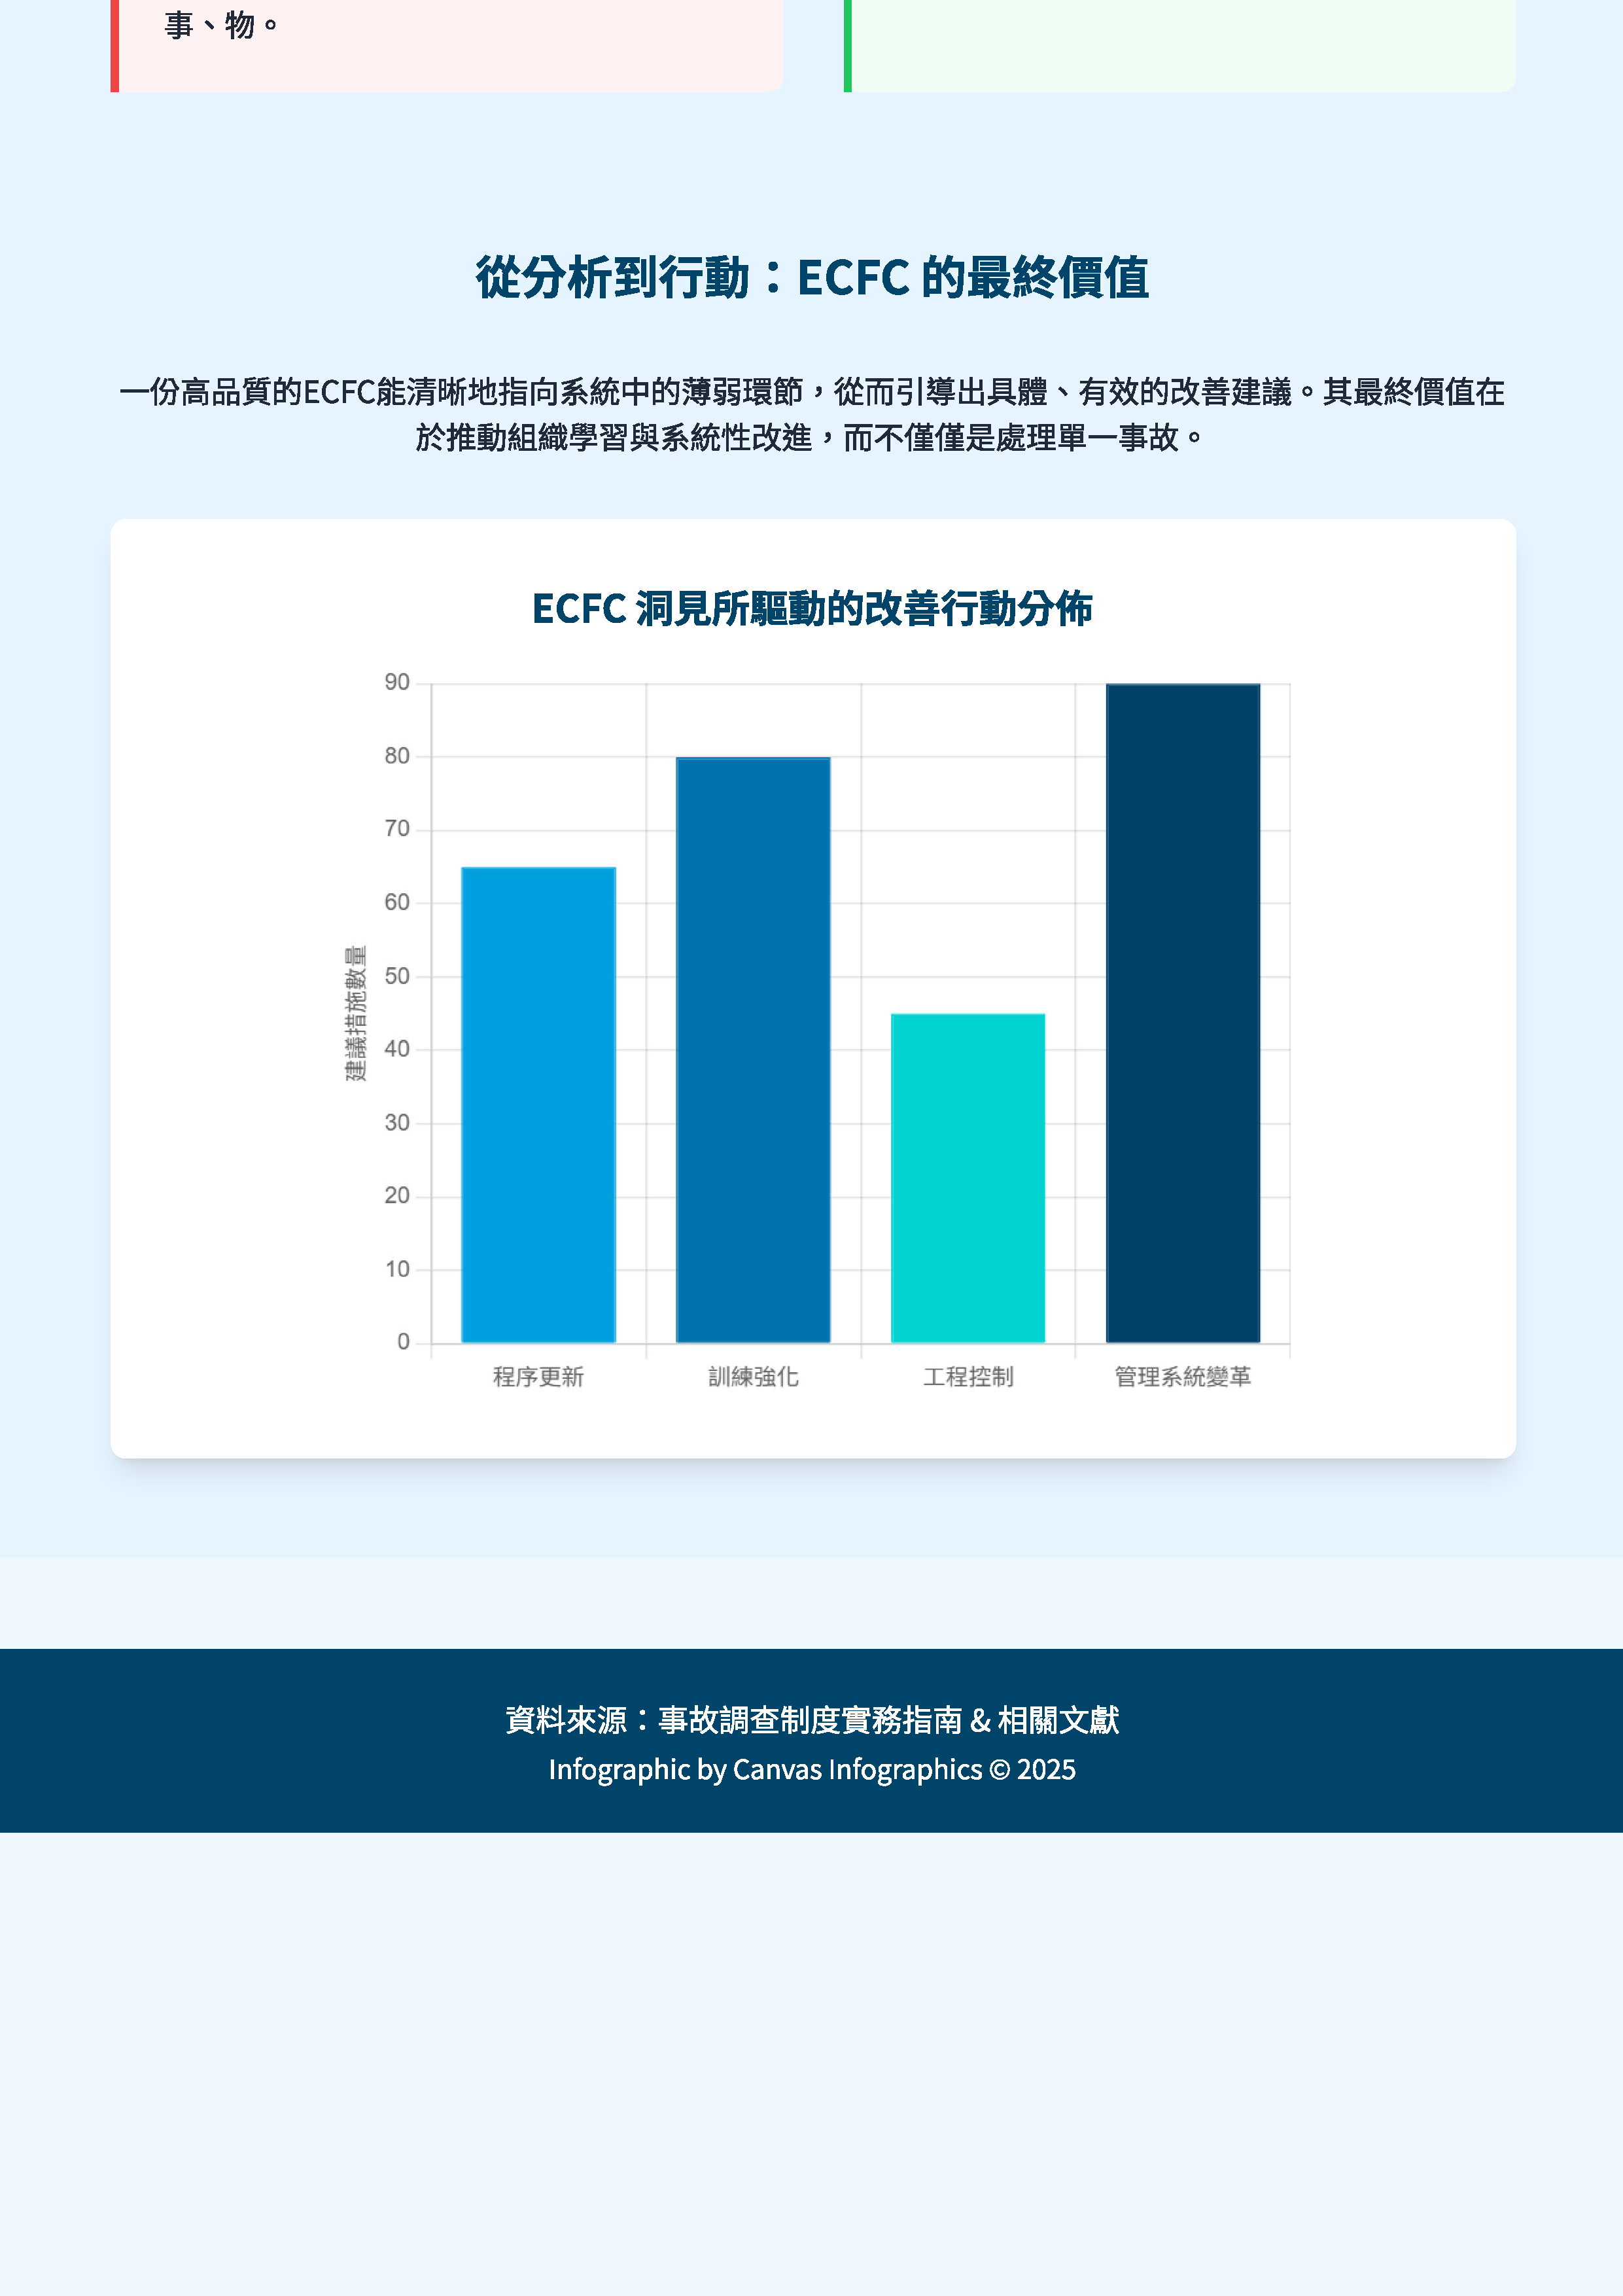 事、物。
從分析到行動：ECFC 的最終價值
一份高品質的ECFC能清晰地指向系統中的薄弱環節，從而引導出具體、有效的改善建議。其最終價值在
於推動組織學習與系統性改進，而不僅僅是處理單一事故。
ECFC 洞見所驅動的改善行動分佈
建議措施數量
90
80
70
60
50
40
30
20
10
0
程序更新
訓練強化
工程控制
管理系統變革
資料來源：事故調查制度實務指南 & 相關文獻
Infographic by Canvas Infographics © 2025